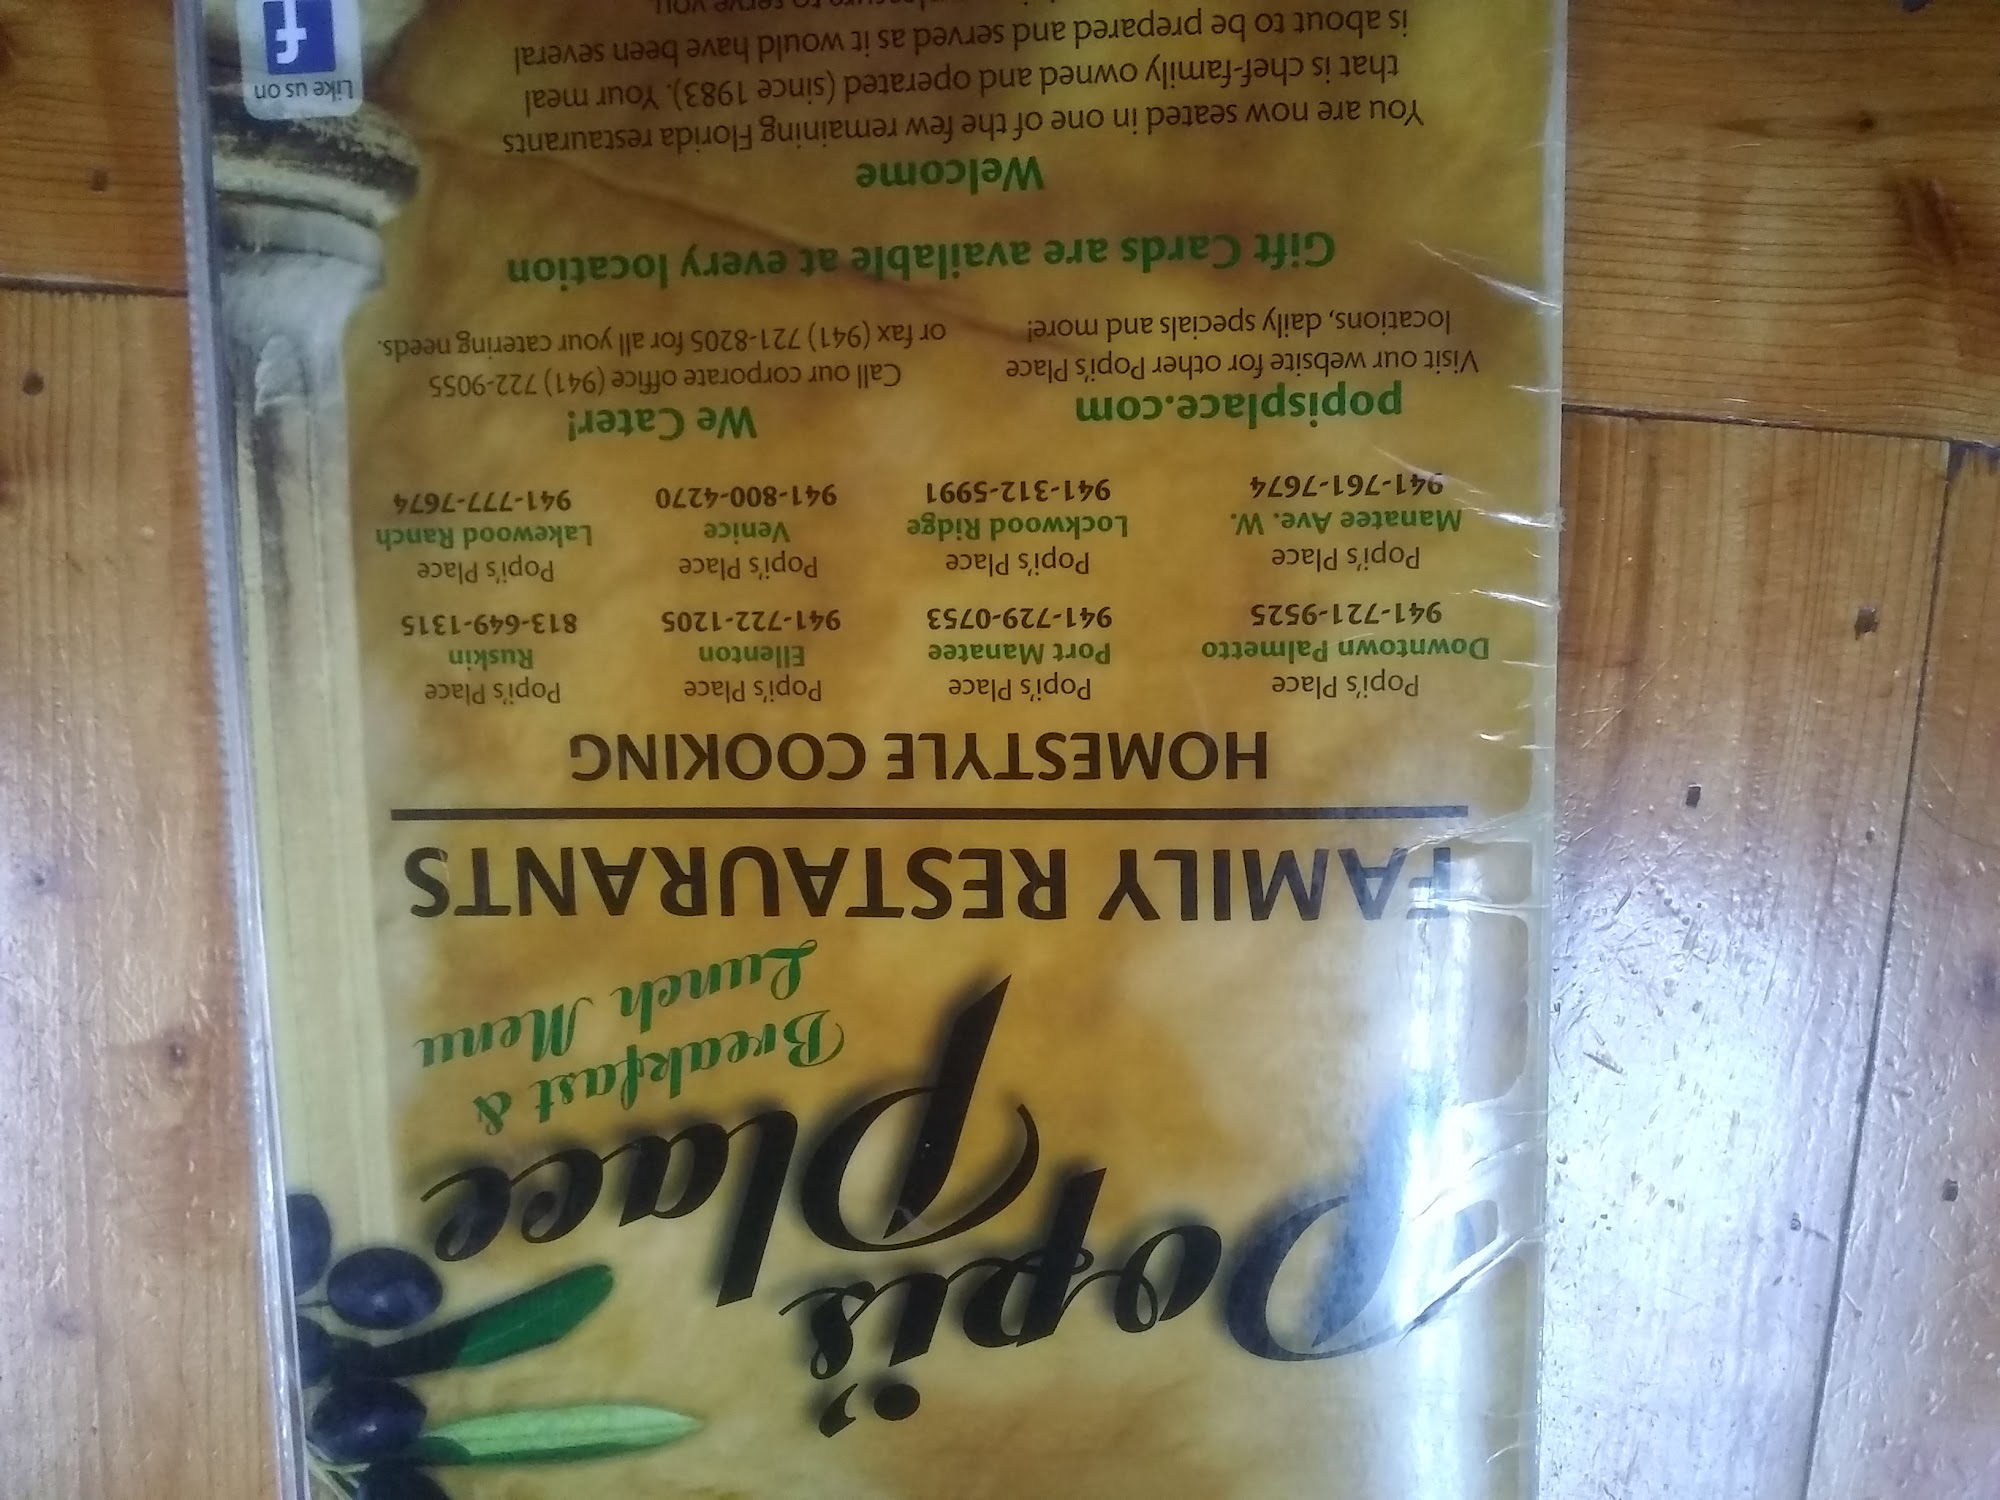 Popi's
Place
Breakfast &
Lunch Menu
FAMILY RESTAURANTS
HOMESTYLE COOKING
Popi's Place
Downtown Palmetto
941-721-9525
Popi's Place
Port Manatee
941-729-0753
Popi's Place
Ellenton
941-722-1205
Popi's Place
Ruskin
813-649-1315
Popi's Place
Manatee Ave. W.
941-761-7674
Popi's Place
Lockwood Ridge
941-312-5991
Popi's Place
Venice
941-800-4270
Popi's Place
Lakewood Ranch
941-777-7674
popisplace.com
Visit our website for other Popi's Place
locations, daily specials and more!
We Cater!
Call our corporate office (941) 722-9055
or fax (941) 721-8205 for all your catering needs.
Gift Cards are available at every location
Welcome
You are now seated in one of the few remaining Florida restaurants
that is chef-family owned and operated (since 1983). Your meal
is about to be prepared and served as it would have been several
to serve you.
Like us on
f